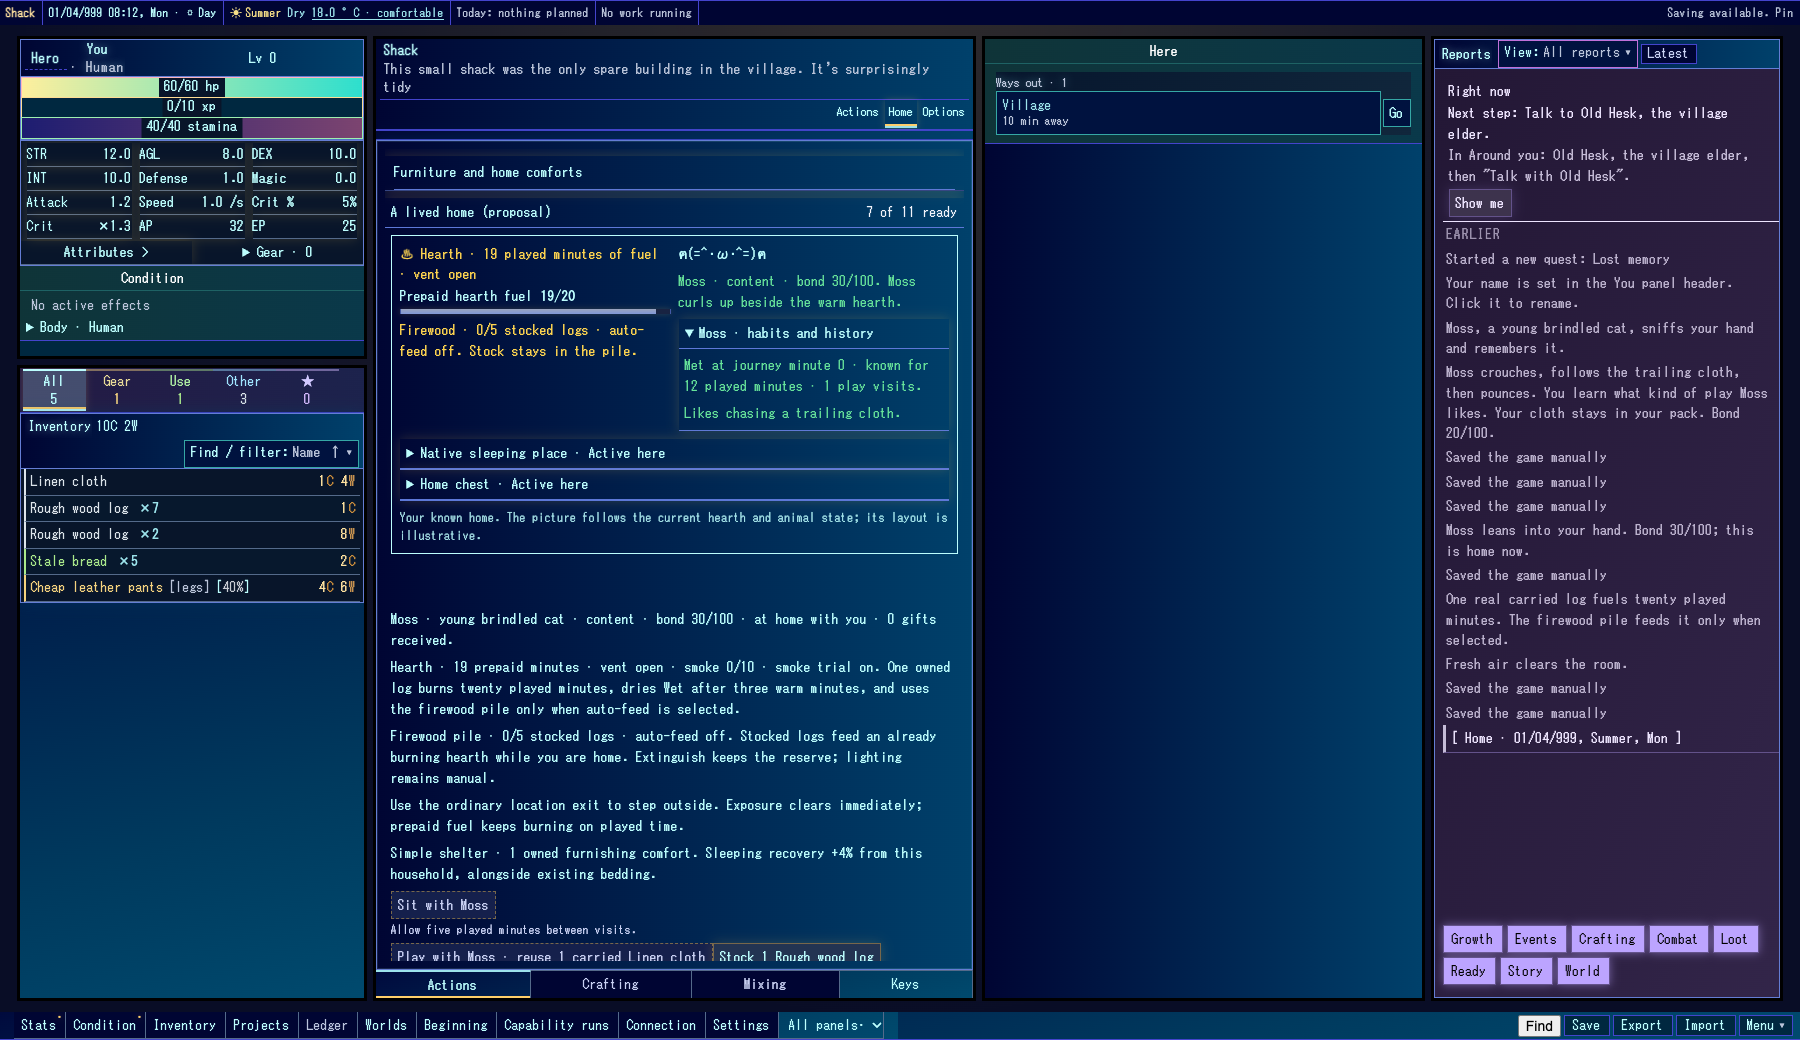 Shack
01/04/999 08:12, Mon · ☼ Day
☀ Summer Dry 18.0 ° C · comfortable
Today: nothing planned
No work running
Saving available. Pin
Hero · You
Human
Lv 0
60/60 hp
0/10 xp
40/40 stamina
STR 12.0 AGL 8.0 DEX 10.0
INT 10.0 Defense 1.0 Magic 0.0
Attack 1.2 Speed 1.0 /s Crit % 5%
Crit ×1.3 AP 32 EP 25
Attributes >
▶ Gear · 0
Condition
No active effects
▶ Body · Human
All Gear Use Other ★
5 1 1 3 0
Inventory 10C 2W
Find / filter: Name ↑ ▾
Linen cloth 1C 4W
Rough wood log ×7 1C
Rough wood log ×2 8W
Stale bread ×5 2C
Cheap leather pants [legs] [40%] 4C 6W
Shack
This small shack was the only spare building in the village. It's surprisingly
tidy
Actions Home Options
Furniture and home comforts
A lived home (proposal) 7 of 11 ready
♨ Hearth · 19 played minutes of fuel
· vent open
Prepaid hearth fuel 19/20
Firewood · 0/5 stocked logs · auto-
feed off. Stock stays in the pile.
ฅ(=^·ω·^=)ฅ
Moss · content · bond 30/100. Moss
curls up beside the warm hearth.
▼ Moss · habits and history
Met at journey minute 0 · known for
12 played minutes · 1 play visits.
Likes chasing a trailing cloth.
▶ Native sleeping place · Active here
▶ Home chest · Active here
Your known home. The picture follows the current hearth and animal state; its layout is
illustrative.
Moss · young brindled cat · content · bond 30/100 · at home with you · 0 gifts
received.
Hearth · 19 prepaid minutes · vent open · smoke 0/10 · smoke trial on. One owned
log burns twenty played minutes, dries Wet after three warm minutes, and uses
the firewood pile only when auto-feed is selected.
Firewood pile · 0/5 stocked logs · auto-feed off. Stocked logs feed an already
burning hearth while you are home. Extinguish keeps the reserve; lighting
remains manual.
Use the ordinary location exit to step outside. Exposure clears immediately;
prepaid fuel keeps burning on played time.
Simple shelter · 1 owned furnishing comfort. Sleeping recovery +4% from this
household, alongside existing bedding.
Sit with Moss
Allow five played minutes between visits.
Play with Moss · reuse 1 carried Linen cloth
Stock 1 Rough wood log
Actions Crafting Mixing Keys
Here
Ways out · 1
Village
10 min away
Go
Reports
View: All reports ▾
Latest
Right now
Next step: Talk to Old Hesk, the village
elder.
In Around you: Old Hesk, the village elder,
then "Talk with Old Hesk".
Show me
EARLIER
Started a new quest: Lost memory
Your name is set in the You panel header.
Click it to rename.
Moss, a young brindled cat, sniffs your hand
and remembers it.
Moss crouches, follows the trailing cloth,
then pounces. You learn what kind of play Moss
likes. Your cloth stays in your pack. Bond
20/100.
Saved the game manually
Saved the game manually
Saved the game manually
Moss leans into your hand. Bond 30/100; this
is home now.
Saved the game manually
One real carried log fuels twenty played
minutes. The firewood pile feeds it only when
selected.
Fresh air clears the room.
Saved the game manually
Saved the game manually
[ Home · 01/04/999, Summer, Mon ]
Growth Events Crafting Combat Loot
Ready Story World
Stats Condition Inventory Projects Ledger Worlds Beginning Capability runs Connection Settings All panels·
Find Save Export Import Menu ▾